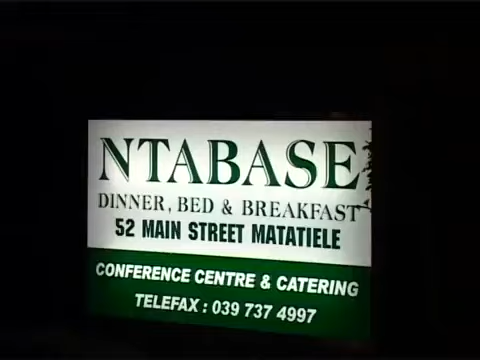 NTABASE
DINNER, BED & BREAKFAST
52 MAIN STREET MATATIELE
CONFERENCE CENTRE & CATERING
TELEFAX : 039 737 4997